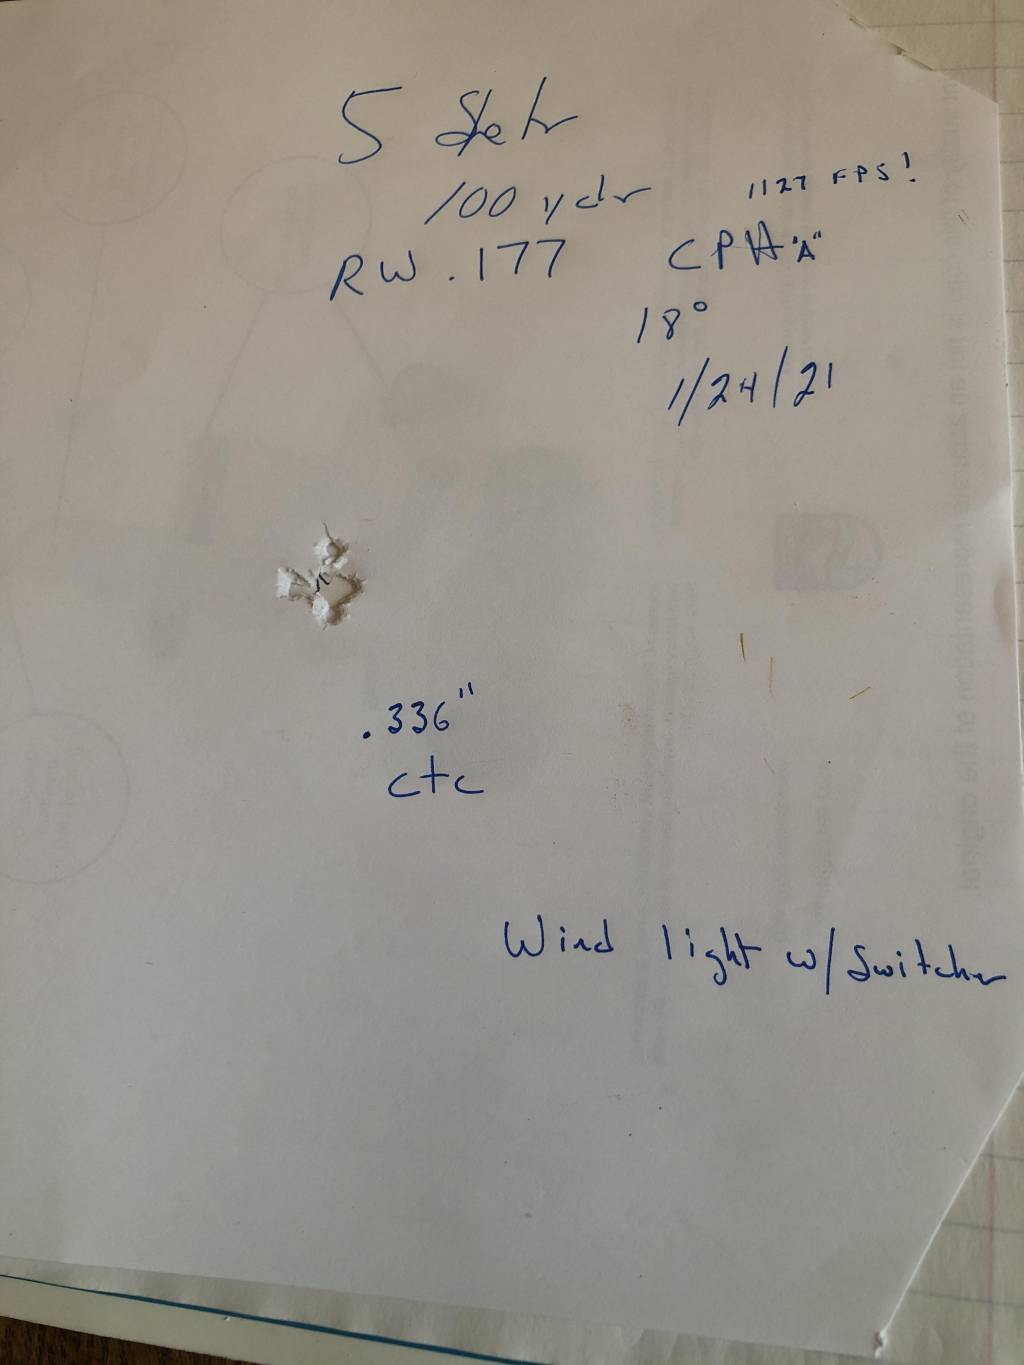 5 Shots
100 yds
1127 FPS!
RW .177
CPH "A"
18°
1/24/21
.336"
ctc
Wind light w/ switches